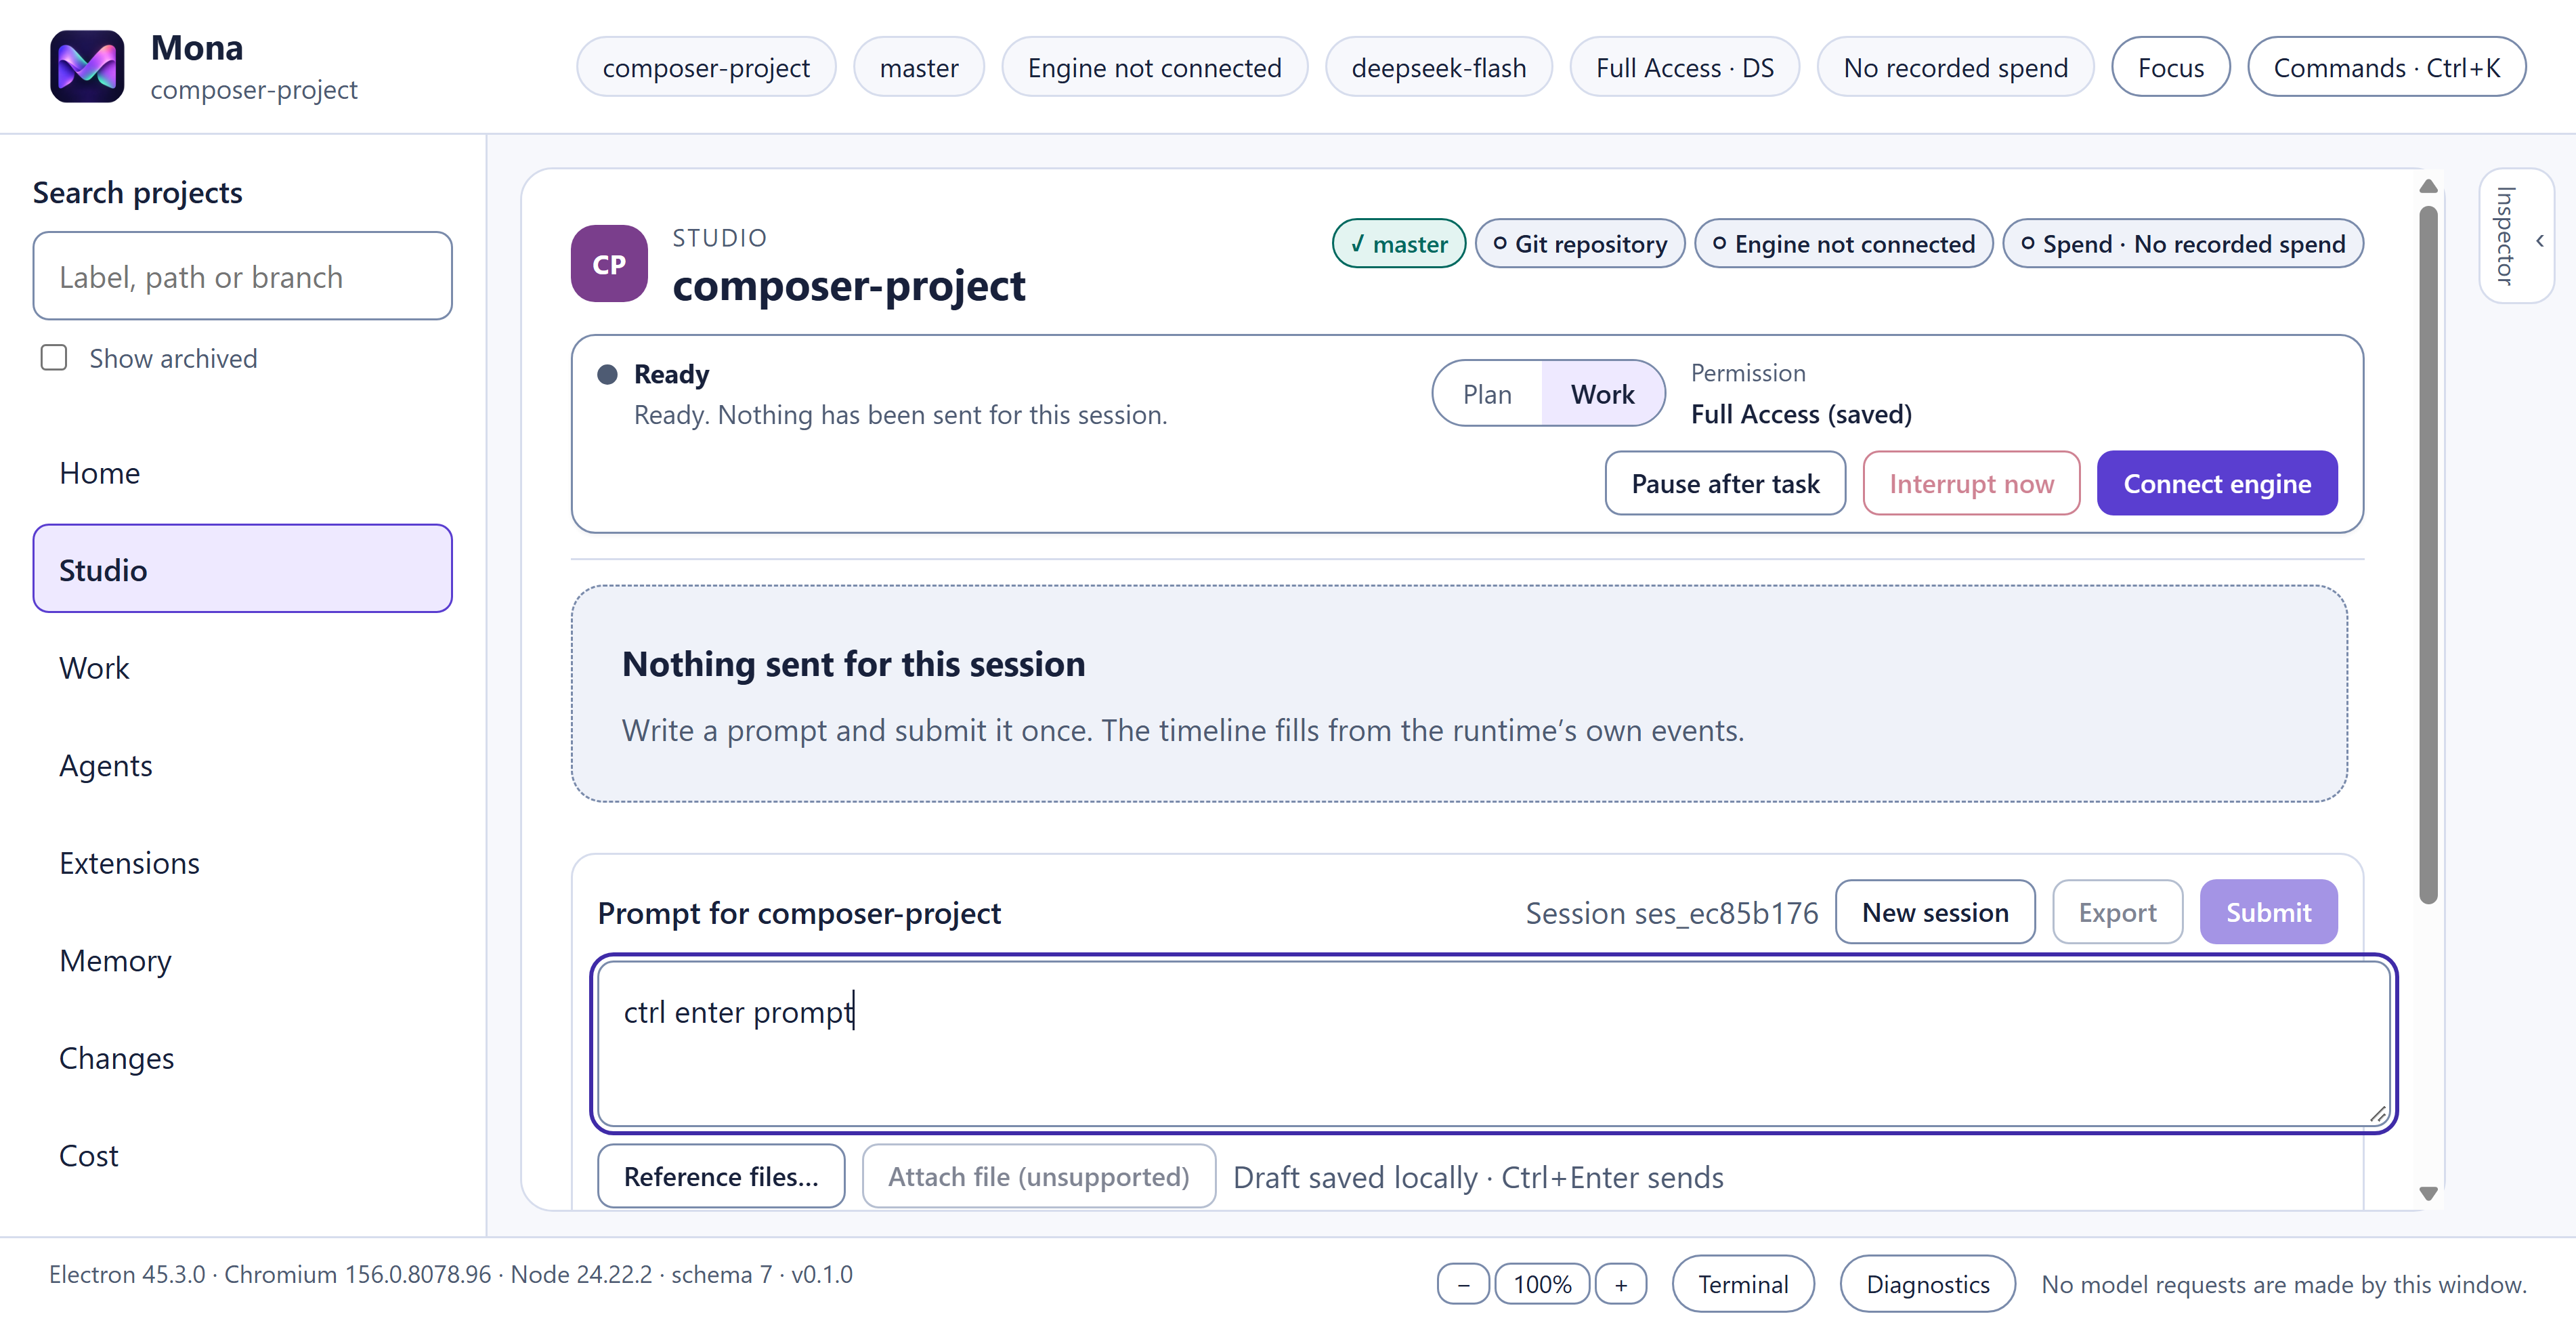 Mona
composer-project
composer-project
master
Engine not connected
deepseek-flash
Full Access · DS
No recorded spend
Focus
Commands · Ctrl+K
Search projects
Label, path or branch
Show archived
Home
Studio
Work
Agents
Extensions
Memory
Changes
Cost
CP
STUDIO
composer-project
✓ master
Git repository
Engine not connected
Spend · No recorded spend
Ready
Ready. Nothing has been sent for this session.
Plan
Work
Permission
Full Access (saved)
Pause after task
Interrupt now
Connect engine
Nothing sent for this session
Write a prompt and submit it once. The timeline fills from the runtime’s own events.
Prompt for composer-project
Session ses_ec85b176
New session
Export
Submit
ctrl enter prompt
Reference files...
Attach file (unsupported)
Draft saved locally · Ctrl+Enter sends
Inspector
Electron 45.3.0 · Chromium 156.0.8078.96 · Node 24.22.2 · schema 7 · v0.1.0
−
100%
+
Terminal
Diagnostics
No model requests are made by this window.